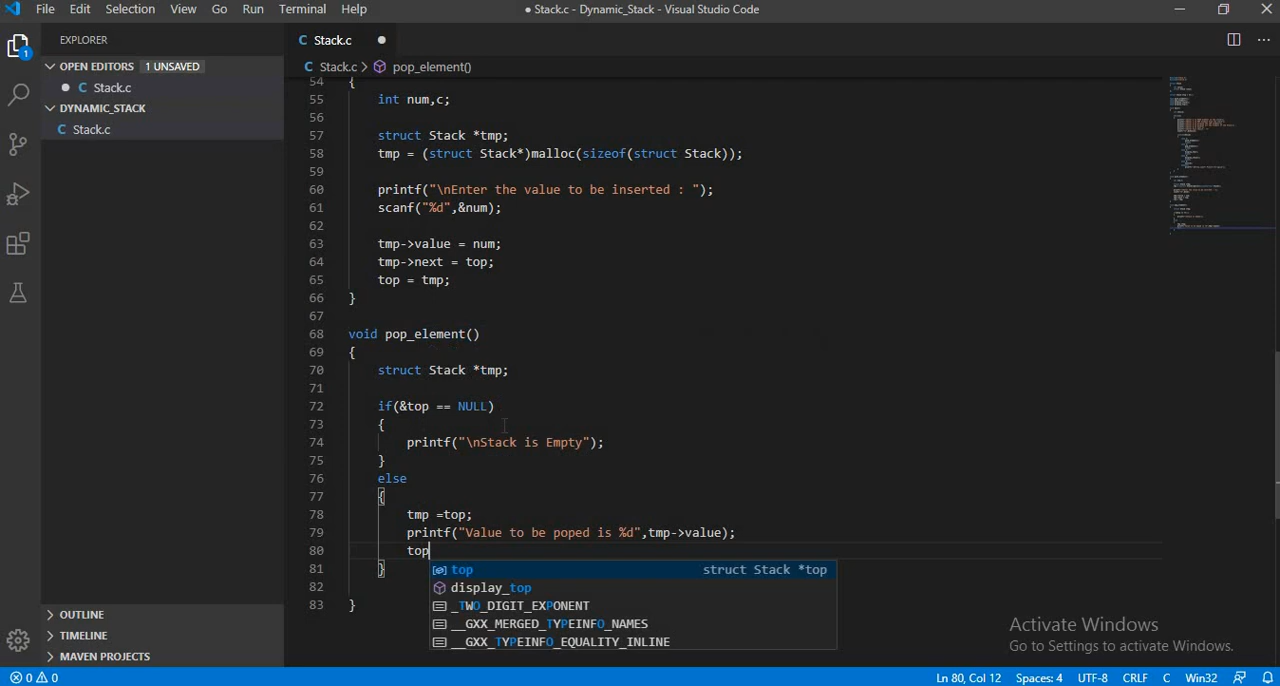 File Edit Selection View Go Run Terminal Help
● Stack.c - Dynamic_Stack - Visual Studio Code
EXPLORER
OPEN EDITORS 1 UNSAVED
● C Stack.c
DYNAMIC_STACK
C Stack.c
OUTLINE
TIMELINE
MAVEN PROJECTS
1
C Stack.c ●
C Stack.c > pop_element()
54 {
55 int num,c;
56
57 struct Stack *tmp;
58 tmp = (struct Stack*)malloc(sizeof(struct Stack));
59
60 printf("\nEnter the value to be inserted : ");
61 scanf("%d",&num);
62
63 tmp->value = num;
64 tmp->next = top;
65 top = tmp;
66 }
67
68 void pop_element()
69 {
70 struct Stack *tmp;
71
72 if(&top == NULL)
73 {
74 printf("\nStack is Empty");
75 }
76 else
77 {
78 tmp =top;
79 printf("Value to be poped is %d",tmp->value);
80 top
81 }
82
83 }
top struct Stack *top
display_top
_TWO_DIGIT_EXPONENT
__GXX_MERGED_TYPEINFO_NAMES
__GXX_TYPEINFO_EQUALITY_INLINE
Activate Windows
Go to Settings to activate Windows.
0 0 Ln 80, Col 12 Spaces: 4 UTF-8 CRLF C Win32